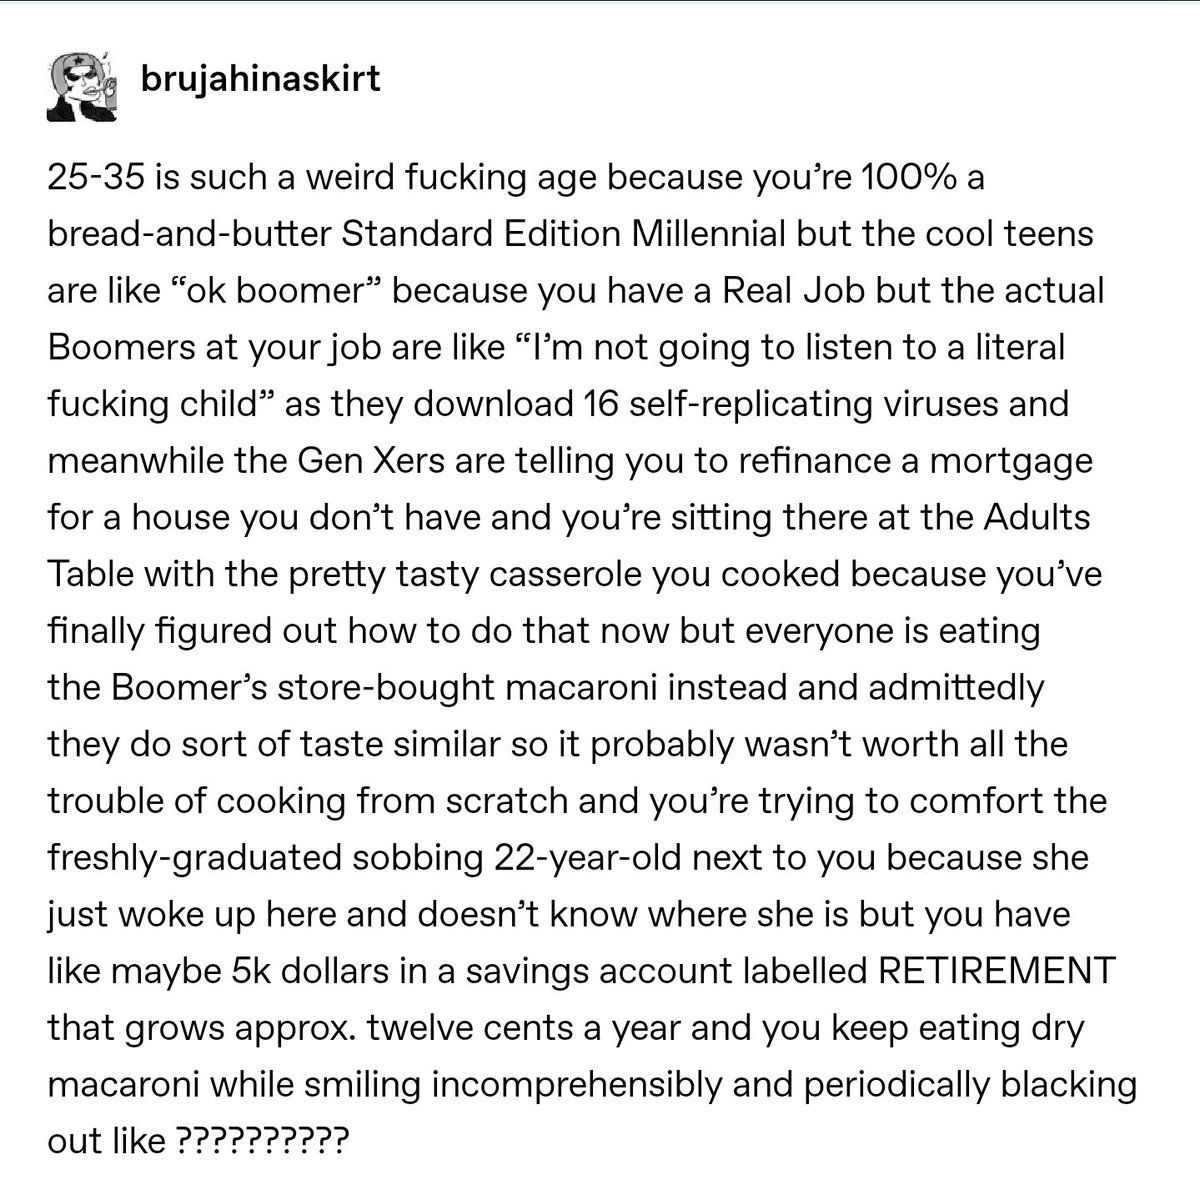 brujahinaskirt
25-35 is such a weird fucking age because you’re 100% a
bread-and-butter Standard Edition Millennial but the cool teens
are like “ok boomer” because you have a Real Job but the actual
Boomers at your job are like “I’m not going to listen to a literal
fucking child” as they download 16 self-replicating viruses and
meanwhile the Gen Xers are telling you to refinance a mortgage
for a house you don’t have and you’re sitting there at the Adults
Table with the pretty tasty casserole you cooked because you’ve
finally figured out how to do that now but everyone is eating
the Boomer’s store-bought macaroni instead and admittedly
they do sort of taste similar so it probably wasn’t worth all the
trouble of cooking from scratch and you’re trying to comfort the
freshly-graduated sobbing 22-year-old next to you because she
just woke up here and doesn’t know where she is but you have
like maybe 5k dollars in a savings account labelled RETIREMENT
that grows approx. twelve cents a year and you keep eating dry
macaroni while smiling incomprehensibly and periodically blacking
out like ??????????